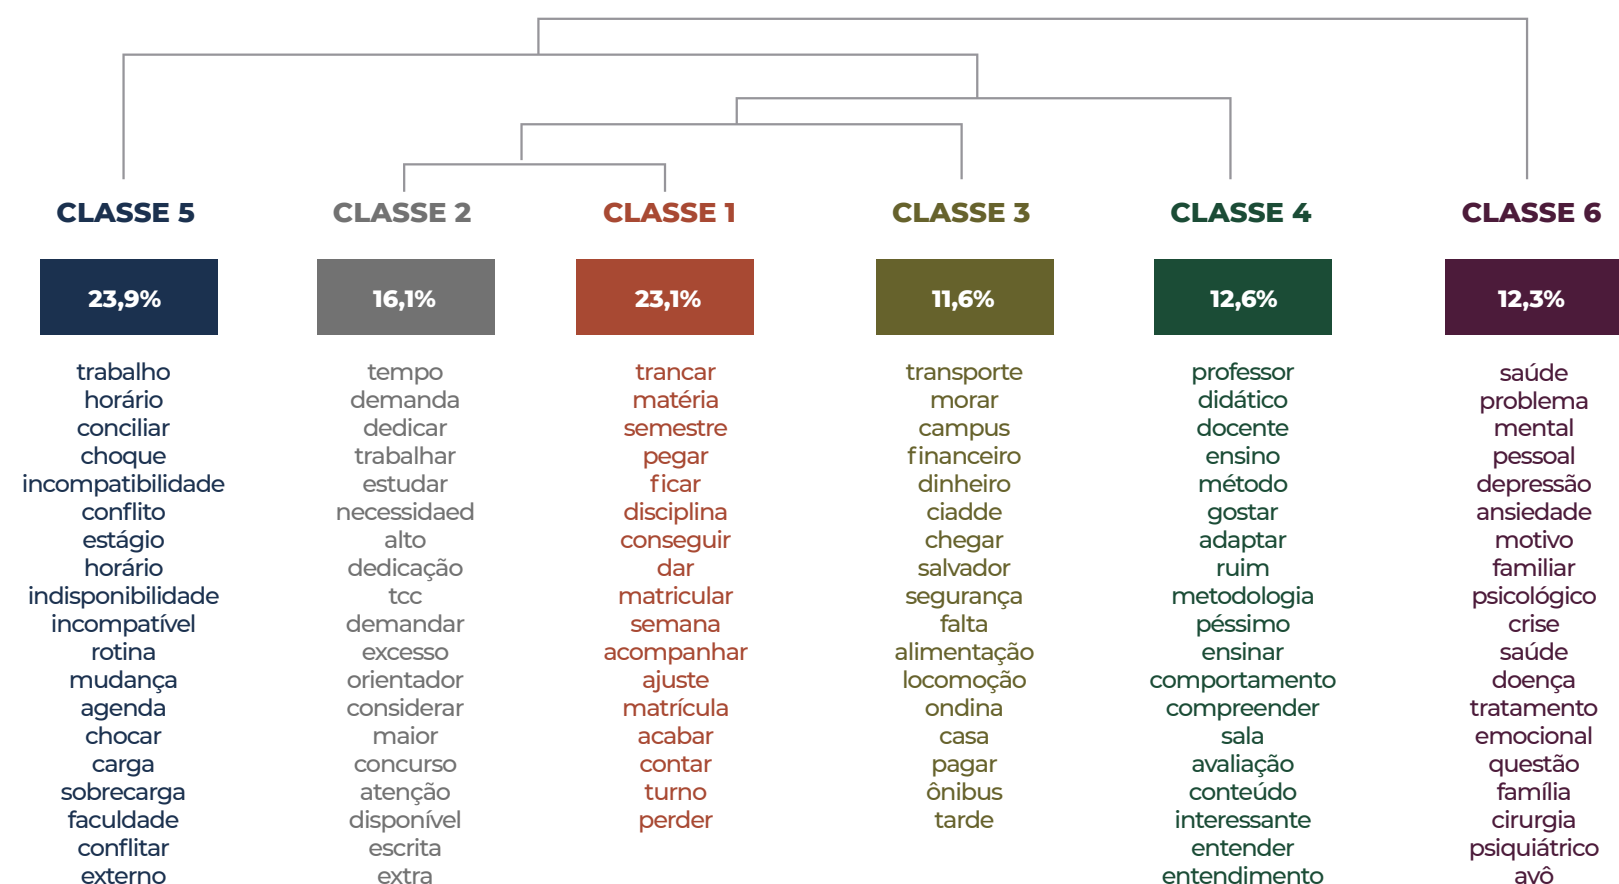 CLASSE 5
23,9%
trabalho
horário
conciliar
choque
incompatibilidade
conflito
estágio
horário
indisponibilidade
incompatível
rotina
mudança
agenda
chocar
carga
sobrecarga
faculdade
conflitar
externo
CLASSE 2
16,1%
tempo
demanda
dedicar
trabalhar
estudar
necessidaed
alto
dedicação
tcc
demandar
excesso
orientador
considerar
maior
concurso
atenção
disponível
escrita
extra
CLASSE 1
23,1%
trancar
matéria
semestre
pegar
ficar
disciplina
conseguir
dar
matricular
semana
acompanhar
ajuste
matrícula
acabar
contar
turno
perder
CLASSE 3
11,6%
transporte
morar
campus
financeiro
dinheiro
ciadde
chegar
salvador
segurança
falta
alimentação
locomoção
ondina
casa
pagar
ônibus
tarde
CLASSE 4
12,6%
professor
didático
docente
ensino
método
gostar
adaptar
ruim
metodologia
péssimo
ensinar
comportamento
compreender
sala
avaliação
conteúdo
interessante
entender
entendimento
CLASSE 6
12,3%
saúde
problema
mental
pessoal
depressão
ansiedade
motivo
familiar
psicológico
crise
saúde
doença
tratamento
emocional
questão
família
cirurgia
psiquiátrico
avô